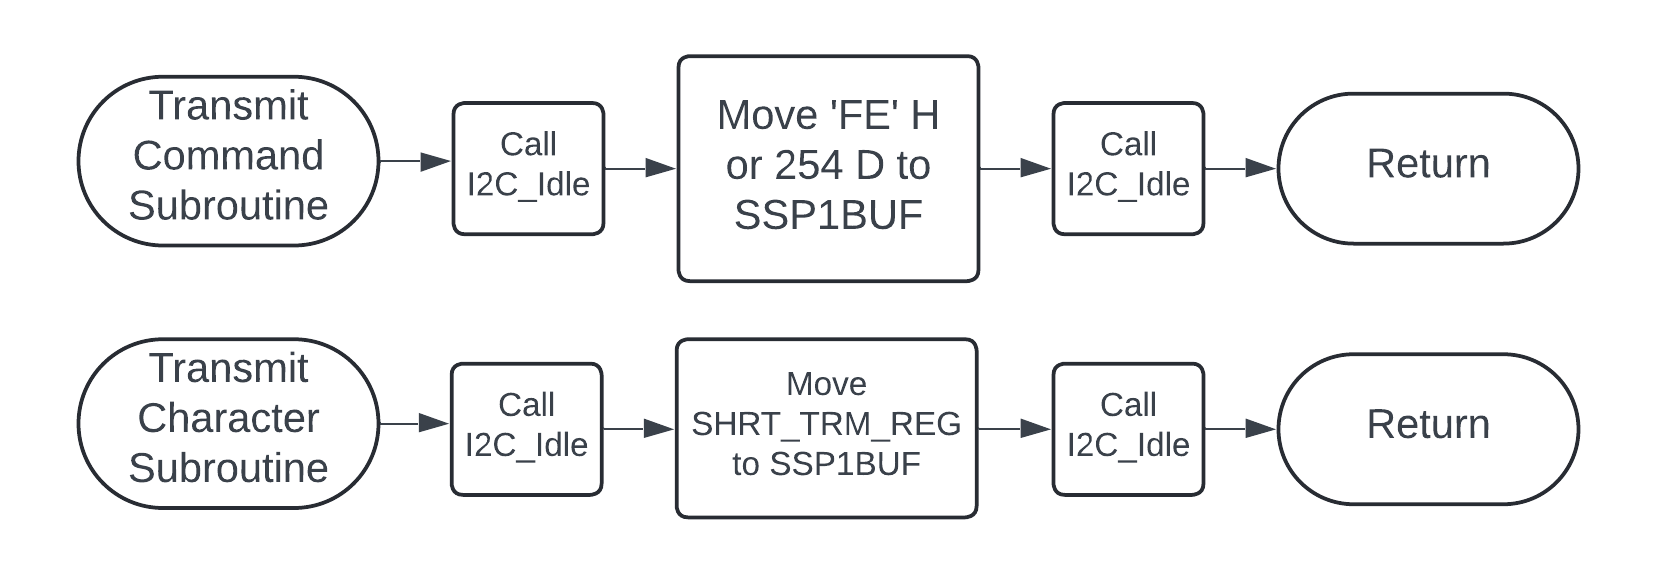 Transmit
Command
Subroutine
Call
I2C_Idle
Move 'FE' H
or 254 D to
SSP1BUF
Call
I2C_Idle
Return
Transmit
Character
Subroutine
Call
I2C_Idle
Move
SHRT_TRM_REG
to SSP1BUF
Call
I2C_Idle
Return